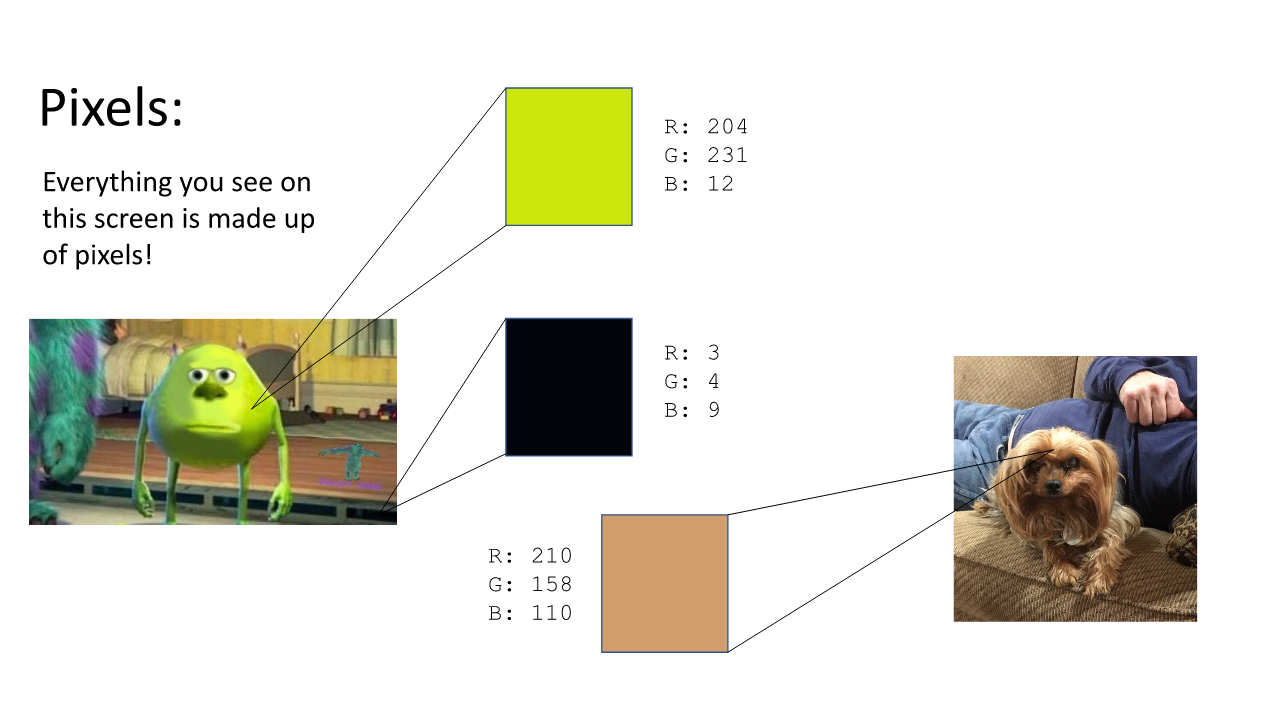 Pixels:
Everything you see on
this screen is made up
of pixels!
R: 204
G: 231
B: 12
R: 3
G: 4
B: 9
R: 210
G: 158
B: 110